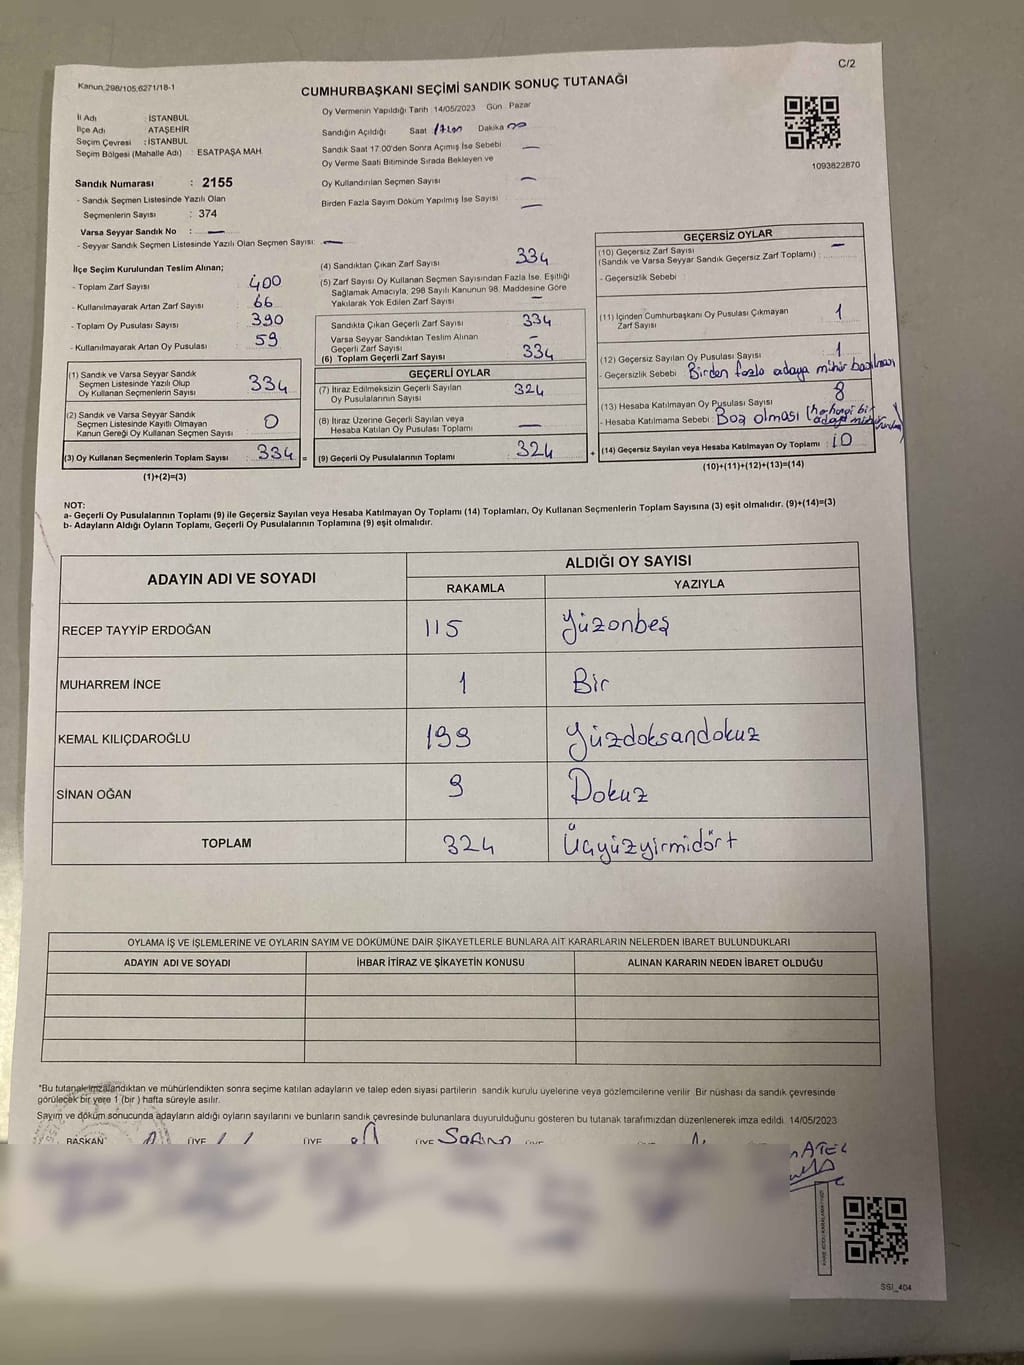 Kanun,298/105,6271/18-1
C/2
CUMHURBAŞKANI SEÇİMİ SANDIK SONUÇ TUTANAĞI
İl Adı : İSTANBUL
İlçe Adı : ATAŞEHİR
Seçim Çevresi : İSTANBUL
Seçim Bölgesi (Mahalle Adı) : ESATPAŞA MAH.
Oy Vermenin Yapıldığı Tarih : 14/05/2023 Gün : Pazar
Sandığın Açıldığı Saat Dakika
Sandık Saat 17:00'den Sonra Açılmış İse Sebebi —
Oy Verme Saati Bitiminde Sırada Bekleyen ve
Oy Kullandırılan Seçmen Sayısı —
Birden Fazla Sayım Döküm Yapılmış İse Sayısı —
1093822870
Sandık Numarası : 2155
- Sandık Seçmen Listesinde Yazılı Olan
Seçmenlerin Sayısı : 374
Varsa Seyyar Sandık No : —
- Seyyar Sandık Seçmen Listesinde Yazılı Olan Seçmen Sayısı: —
İlçe Seçim Kurulundan Teslim Alınan;
- Toplam Zarf Sayısı : 400
- Kullanılmayarak Artan Zarf Sayısı : 66
- Toplam Oy Pusulası Sayısı : 390
- Kullanılmayarak Artan Oy Pusulası : 59
(1) Sandık ve Varsa Seyyar Sandık
Seçmen Listesinde Yazılı Olup
Oy Kullanan Seçmenlerin Sayısı 334
(2) Sandık ve Varsa Seyyar Sandık
Seçmen Listesinde Kayıtlı Olmayan
Kanun Gereği Oy Kullanan Seçmen Sayısı 0
(3) Oy Kullanan Seçmenlerin Toplam Sayısı 334 =
(1)+(2)=(3)
(4) Sandıktan Çıkan Zarf Sayısı 334
(5) Zarf Sayısı Oy Kullanan Seçmen Sayısından Fazla İse, Eşitliği
Sağlamak Amacıyla, 298 Sayılı Kanunun 98. Maddesine Göre
Yakılarak Yok Edilen Zarf Sayısı —
Sandıkta Çıkan Geçerli Zarf Sayısı 334
Varsa Seyyar Sandıktan Teslim Alınan
Geçerli Zarf Sayısı –
(6) Toplam Geçerli Zarf Sayısı 334
GEÇERLİ OYLAR
(7) İtiraz Edilmeksizin Geçerli Sayılan
Oy Pusulasının Sayısı 324
(8) İtiraz Üzerine Geçerli Sayılan veya
Hesaba Katılan Oy Pusulası Toplamı —
(9) Geçerli Oy Pusulalarının Toplamı 324 +
GEÇERSİZ OYLAR
(10) Geçersiz Zarf Sayısı —
(Sandık ve Varsa Seyyar Sandık Geçersiz Zarf Toplamı) :
- Geçersizlik Sebebi :
(11) İçinden Cumhurbaşkanı Oy Pusulası Çıkmayan 1
Zarf Sayısı
(12) Geçersiz Sayılan Oy Pusulası Sayısı 1
- Geçersizlik Sebebi : Birden fazla adaya mühür basılması
(13) Hesaba Katılmayan Oy Pusulası Sayısı 8
- Hesaba Katılmama Sebebi : Boş olması (herhangi bir
(14) Geçersiz Sayılan veya Hesaba Katılmayan Oy Toplamı : 10
(10)+(11)+(12)+(13)=(14)
NOT:
a- Geçerli Oy Pusulalarının Toplamı (9) ile Geçersiz Sayılan veya Hesaba Katılmayan Oy Toplamı (14) Toplamları, Oy Kullanan Seçmenlerin Toplam Sayısına (3) eşit olmalıdır. (9)+(14)=(3)
b- Adayların Aldığı Oyların Toplamı, Geçerli Oy Pusulalarının Toplamına (9) eşit olmalıdır.
ADAYIN ADI VE SOYADI ALDIĞI OY SAYISI
RAKAMLA YAZIYLA
RECEP TAYYİP ERDOĞAN 115 Yüzonbeş
MUHARREM İNCE 1 Bir
KEMAL KILIÇDAROĞLU 199 Yüzdoksandokuz
SİNAN OĞAN 9 Dokuz
TOPLAM 324 Üçyüzyirmidört
OYLAMA İŞ VE İŞLEMLERİNE VE OYLARIN SAYIM VE DÖKÜMÜNE DAİR ŞİKAYETLERLE BUNLARA AİT KARARLARIN NELERDEN İBARET BULUNDUKLARI
ADAYIN ADI VE SOYADI İHBAR İTİRAZ VE ŞİKAYETİN KONUSU ALINAN KARARIN NEDEN İBARET OLDUĞU
*Bu tutanak imzalandıktan ve mühürlendikten sonra seçime katılan adayların ve talep eden siyasi partilerin sandık kurulu üyelerine veya gözlemcilerine verilir. Bir nüshası da sandık çevresinde
görülecek bir yere 1 (bir ) hafta süreyle asılır.
Sayım ve döküm sonucunda adayların aldığı oyların sayılarını ve bunların sandık çevresinde bulunanlara duyurulduğunu gösteren bu tutanak tarafımızdan düzenlenerek imza edildi. 14/05/2023
BAŞKAN ÜYE ÜYE ÜYE
SSI_404